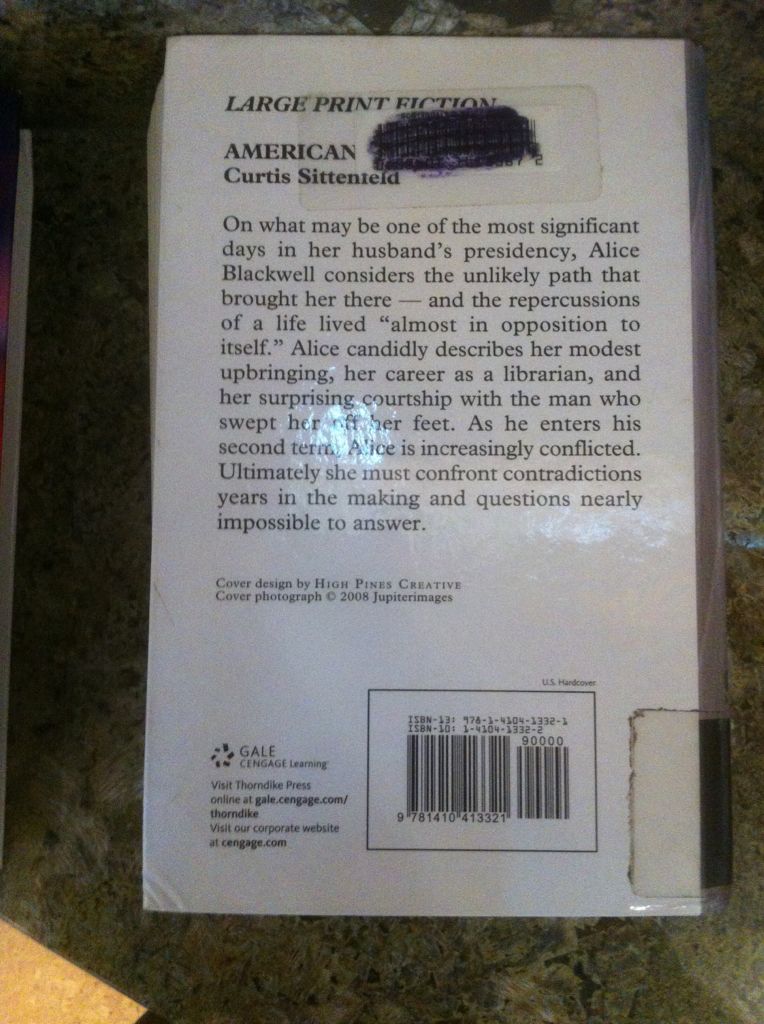 LARGE PRINT FICTION
AMERICAN
Curtis Sittenfeld
On what may be one of the most significant
days in her husband's presidency, Alice
Blackwell considers the unlikely path that
brought her there — and the repercussions
of a life lived “almost in opposition to
itself.” Alice candidly describes her modest
upbringing, her career as a librarian, and
her surprising courtship with the man who
swept her off her feet. As he enters his
second term, Alice is increasingly conflicted.
Ultimately she must confront contradictions
years in the making and questions nearly
impossible to answer.
Cover design by HIGH PINES CREATIVE
Cover photograph © 2008 Jupiterimages
U.S. Hardcover
ISBN-13: 978-1-4104-1332-1
ISBN-10: 1-4104-1332-2
90000
9 781410 413321
GALE
CENGAGE Learning
Visit Thorndike Press
online at gale.cengage.com/
thorndike
Visit our corporate website
at cengage.com